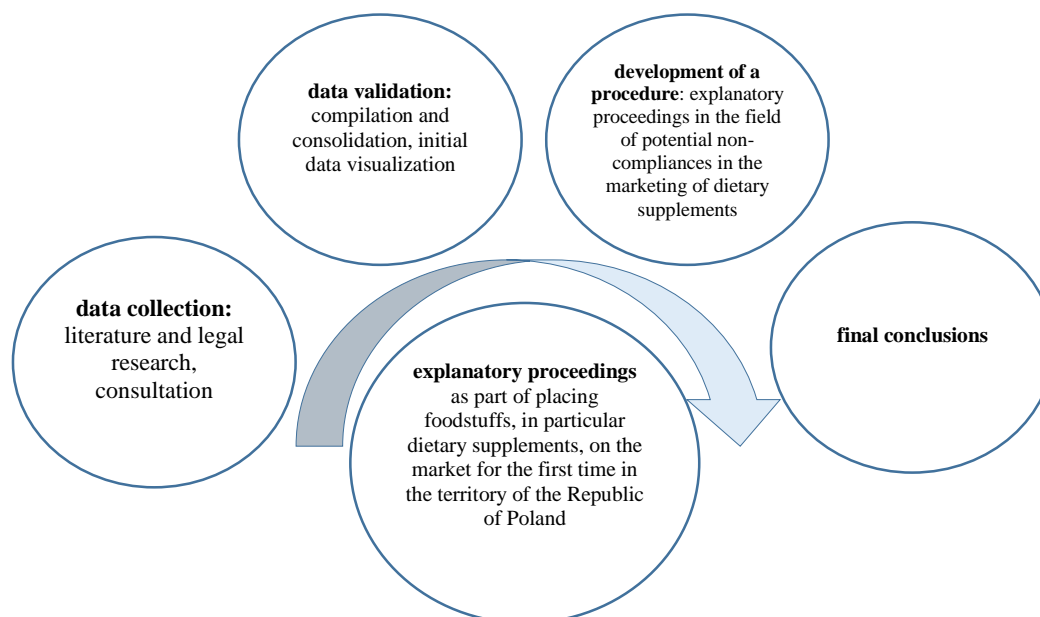 data collection:
literature and legal
research,
consultation
data validation:
compilation and
consolidation, initial
data visualization
development of a
procedure: explanatory
proceedings in the field
of potential non-
compliances in the
marketing of dietary
supplements
final conclusions
explanatory proceedings
as part of placing
foodstuffs, in particular
dietary supplements, on the
market for the first time in
the territory of the Republic
of Poland